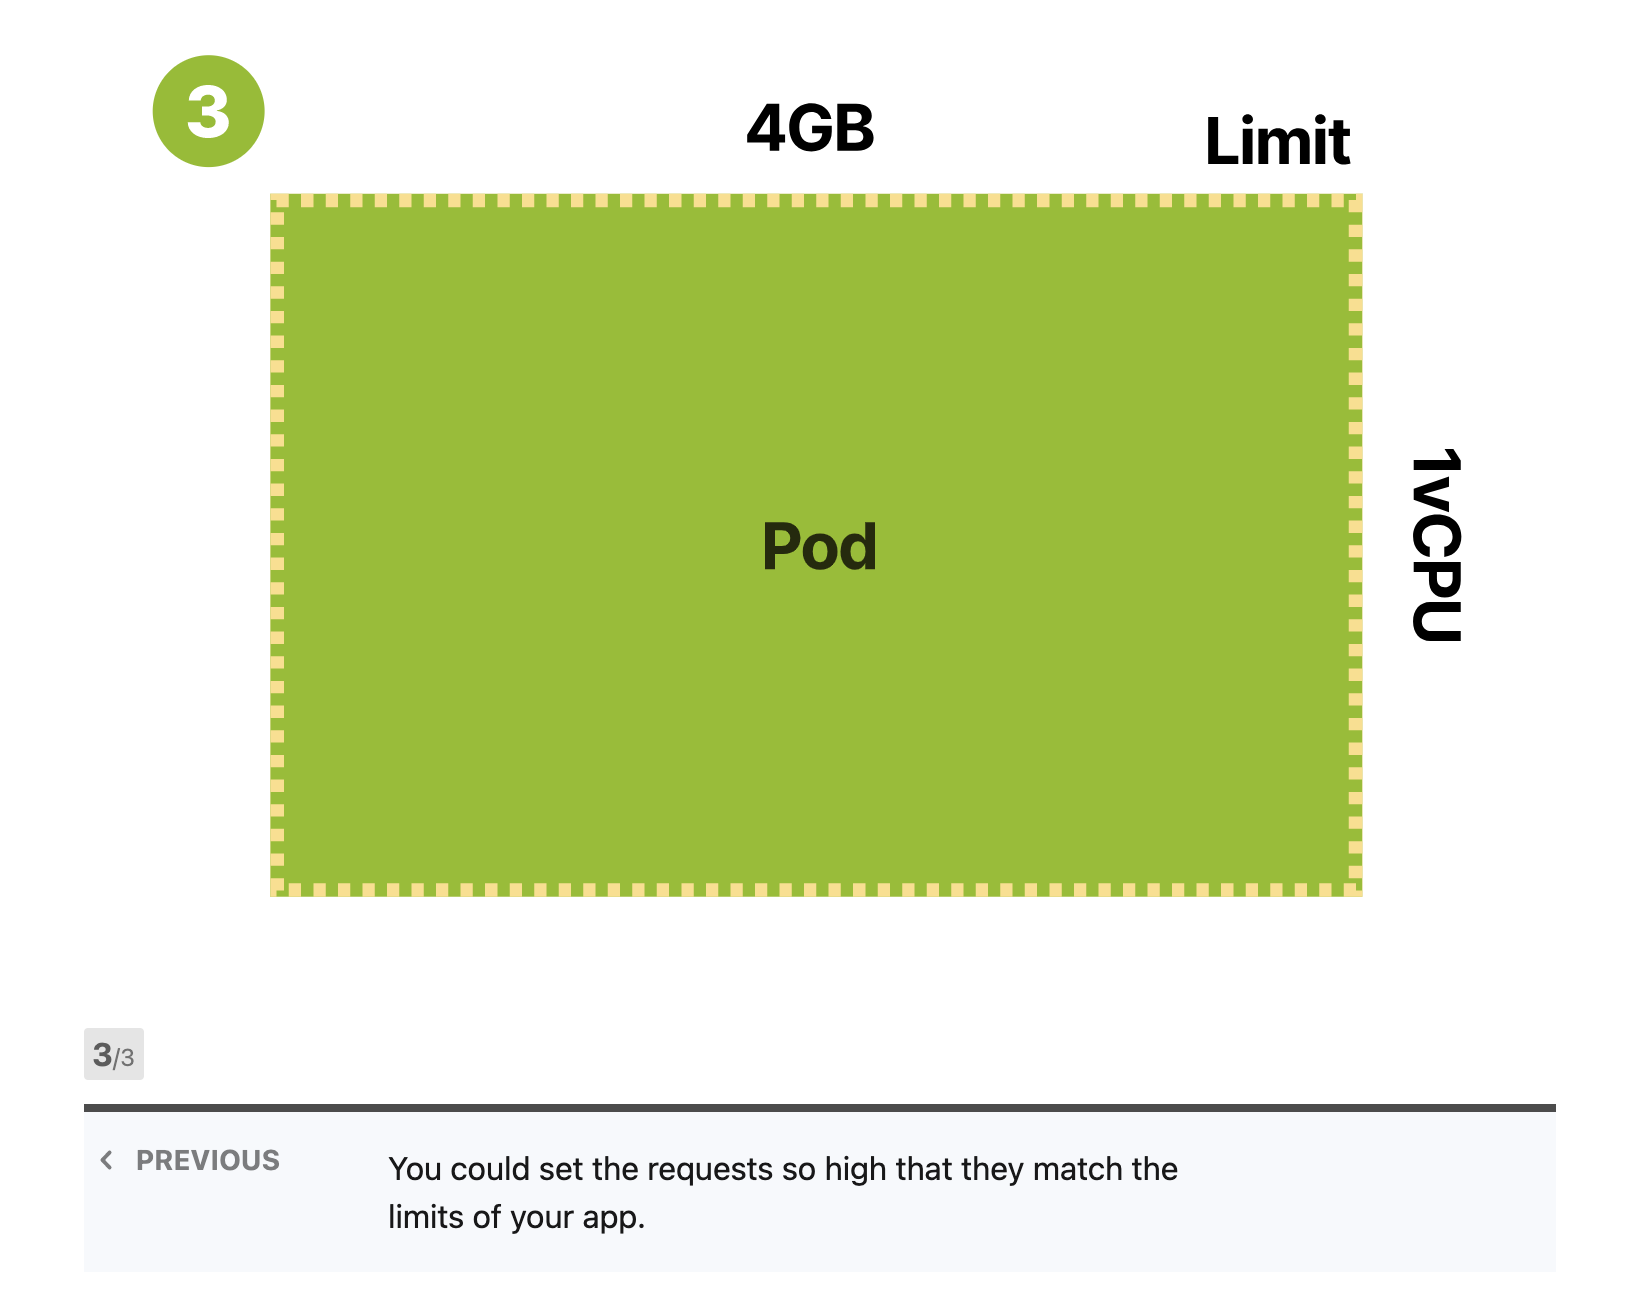 3
4GB
Limit
Pod
1vCPU
3/3
PREVIOUS
You could set the requests so high that they match the
limits of your app.